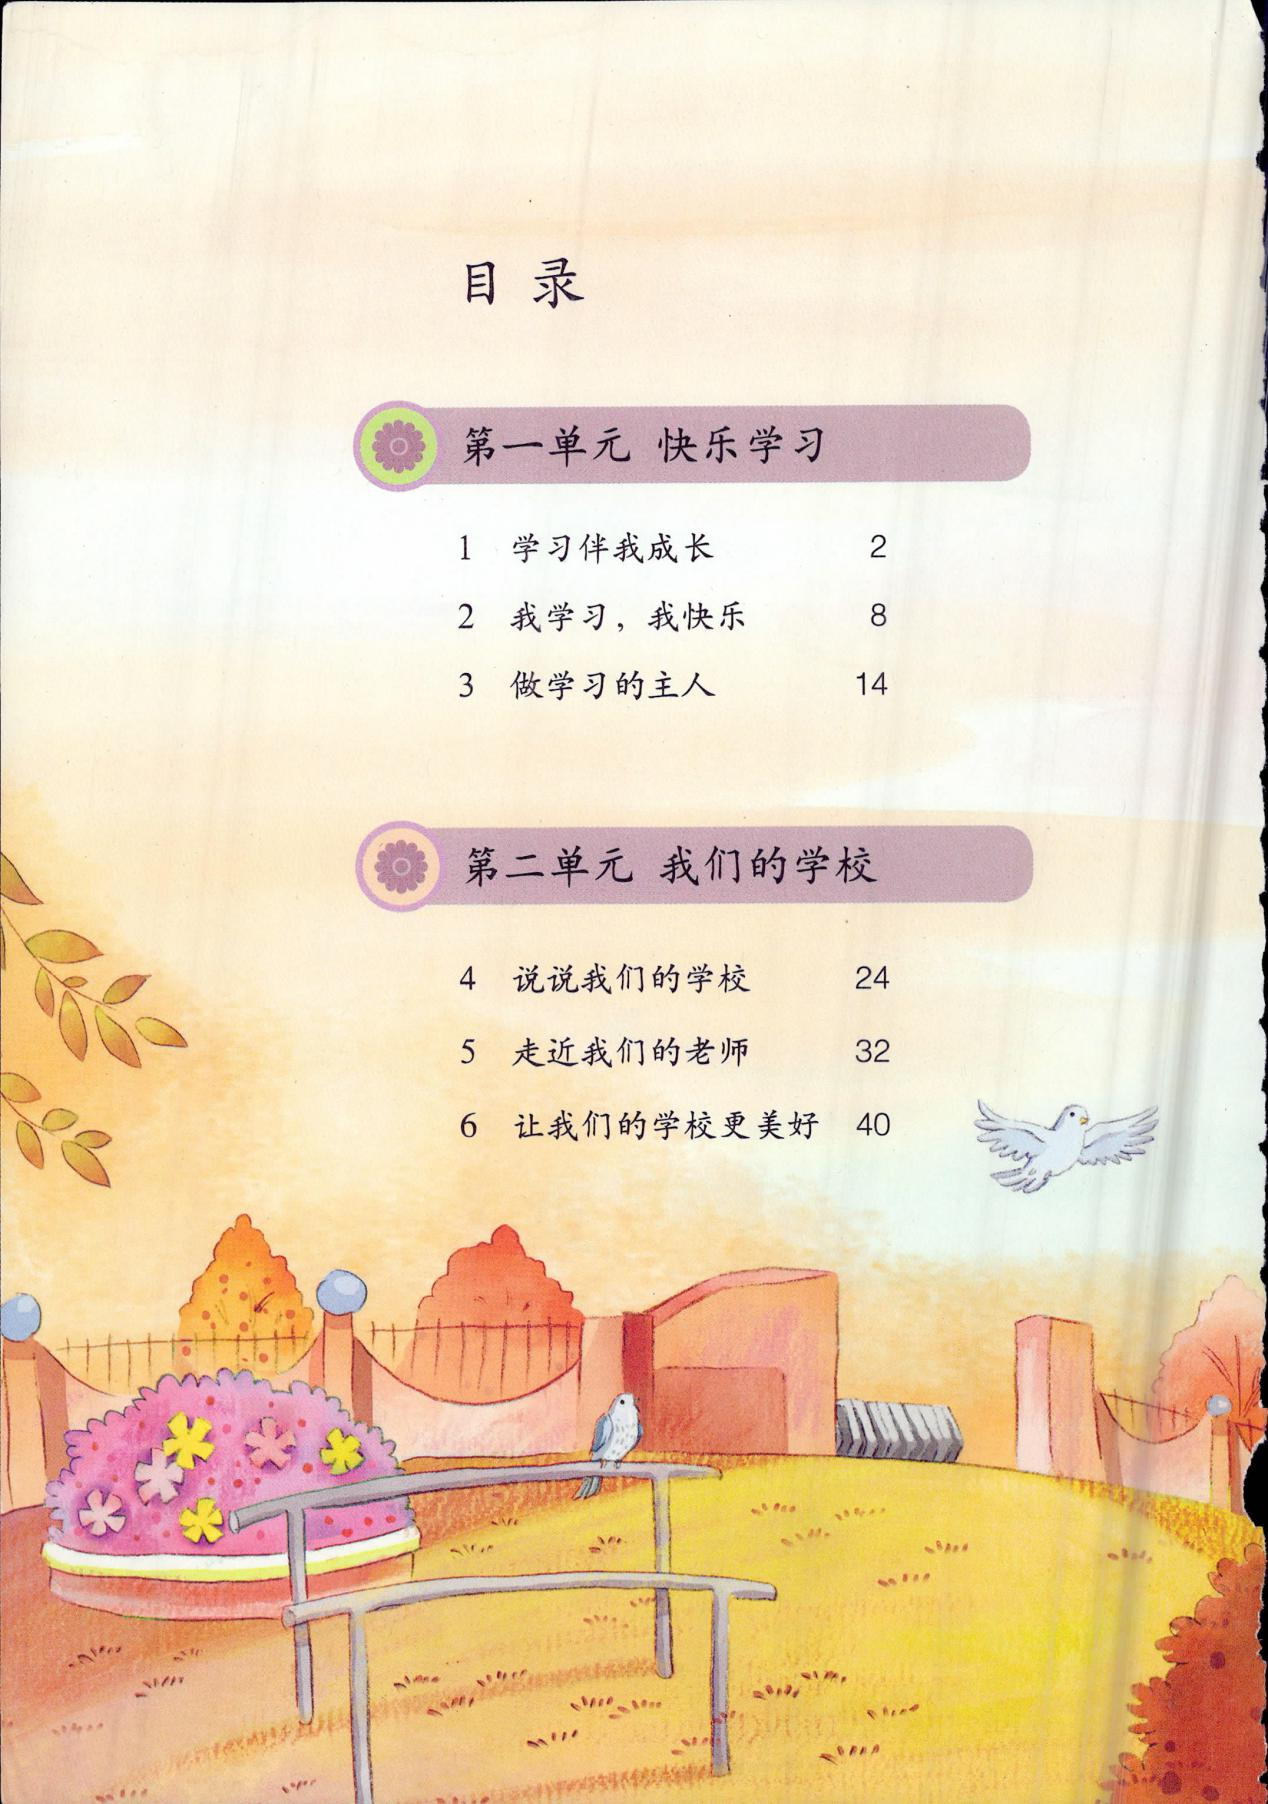 目 录
第一单元 快乐学习
1 学习伴我成长 2
2 我学习，我快乐 8
3 做学习的主人 14
第二单元 我们的学校
4 说说我们的学校 24
5 走近我们的老师 32
6 让我们的学校更美好 40